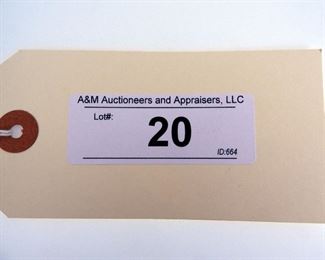 A&M Auctioneers and Appraisers, LLC
Lot#:
20
ID:664